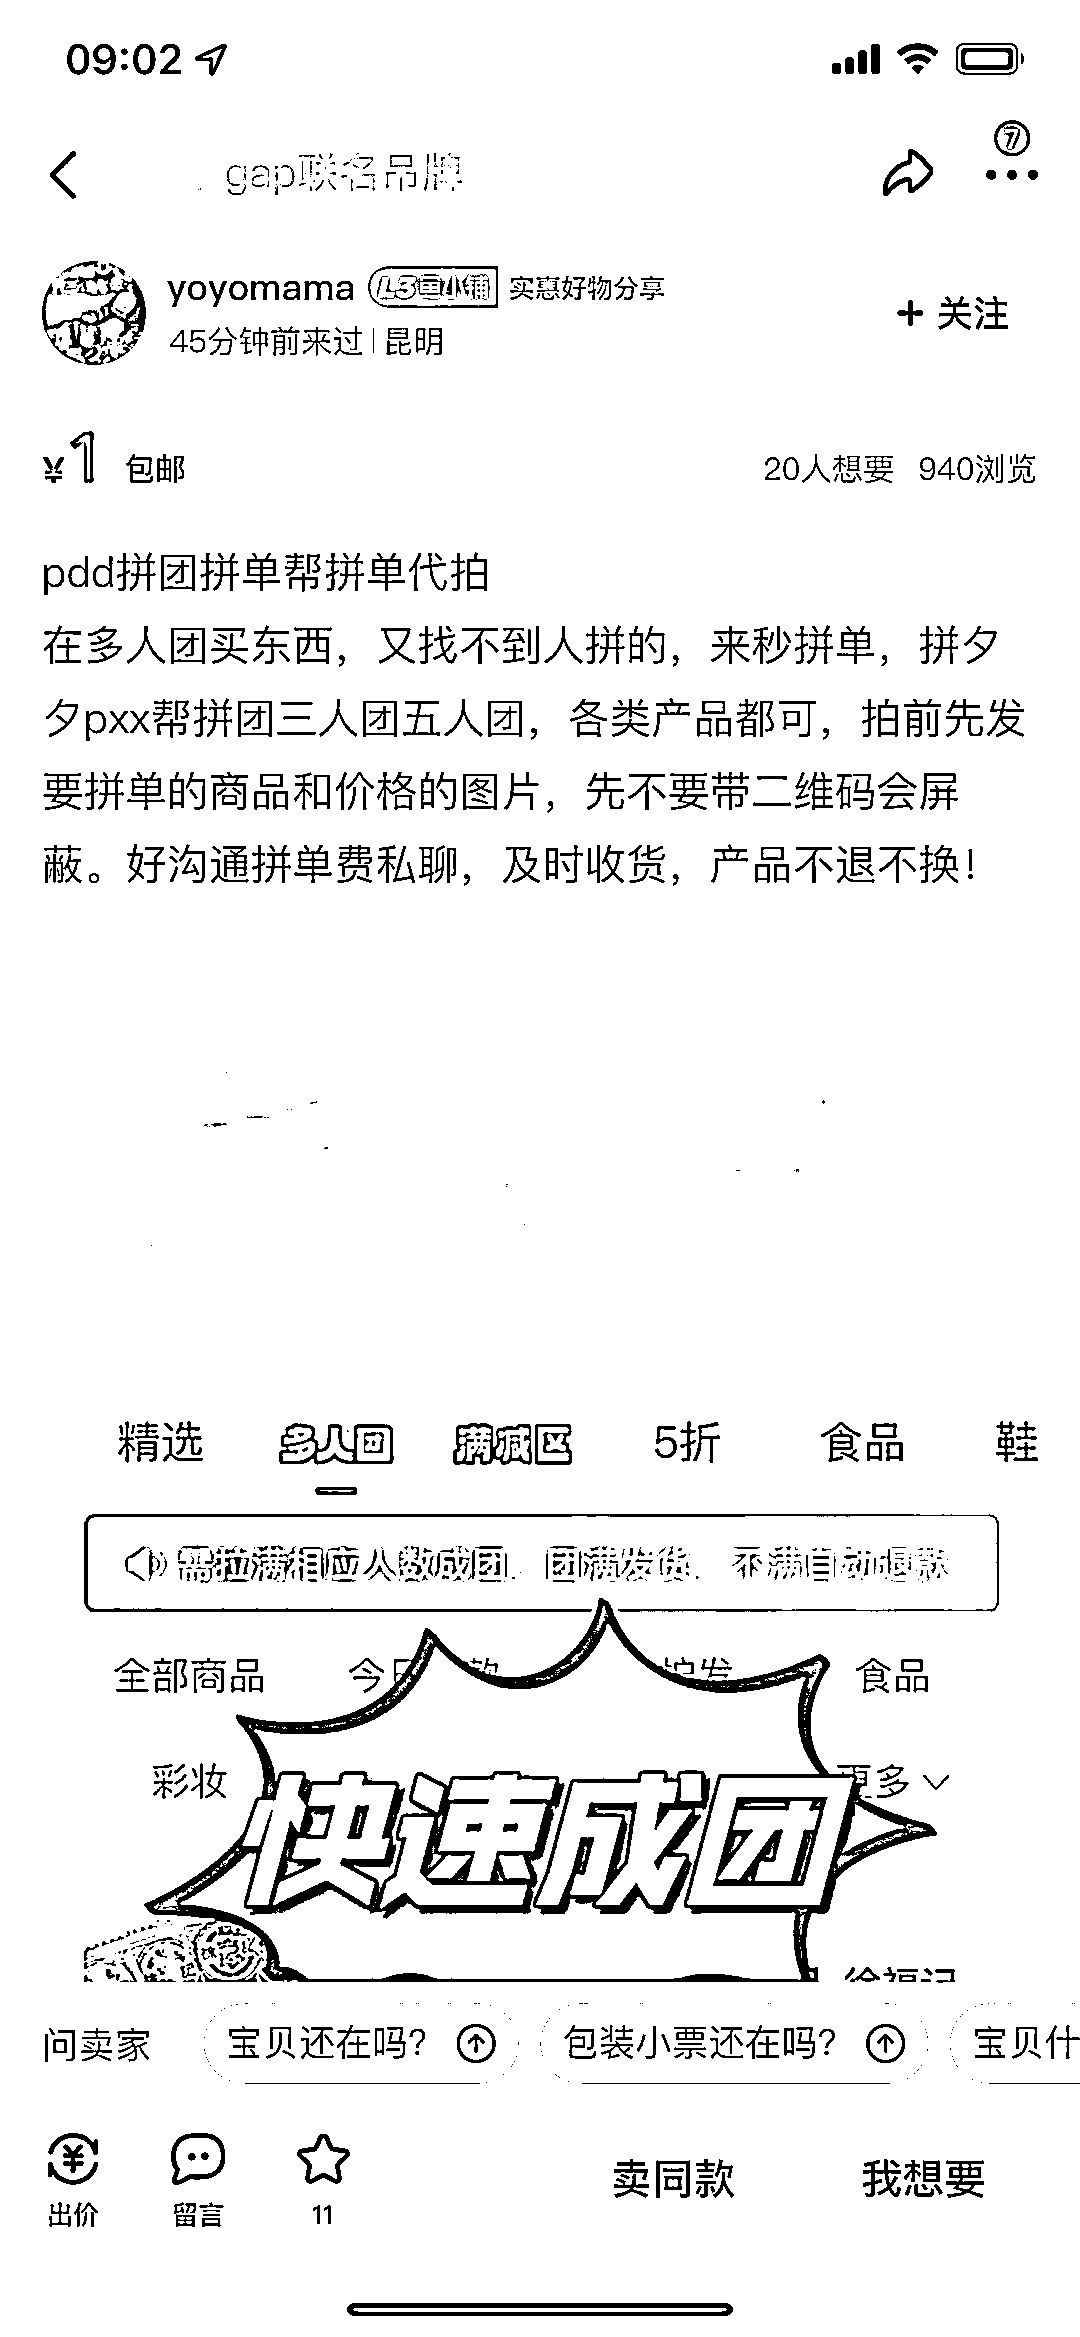 09:02
gap联名吊牌
7
yoyomama L3鱼小铺 实惠好物分享
45分钟前来过 | 昆明
+ 关注
¥1 包邮
20人想要 940浏览
pdd拼团拼单帮拼单代拍
在多人团买东西，又找不到人拼的，来秒拼单，拼夕
夕pxx帮拼团三人团五人团，各类产品都可，拍前先发
要拼单的商品和价格的图片，先不要带二维码会屏
蔽。好沟通拼单费私聊，及时收货，产品不退不换！
精选 多人团 满减区 5折 食品 鞋
需拉满相应人数成团，团满发货，不满自动退款
全部商品 今日 款 护发 食品
彩妆 更多
快速成团
徐福记
问卖家 宝贝还在吗？ 包装小票还在吗？ 宝贝什
出价 留言 11 卖同款 我想要